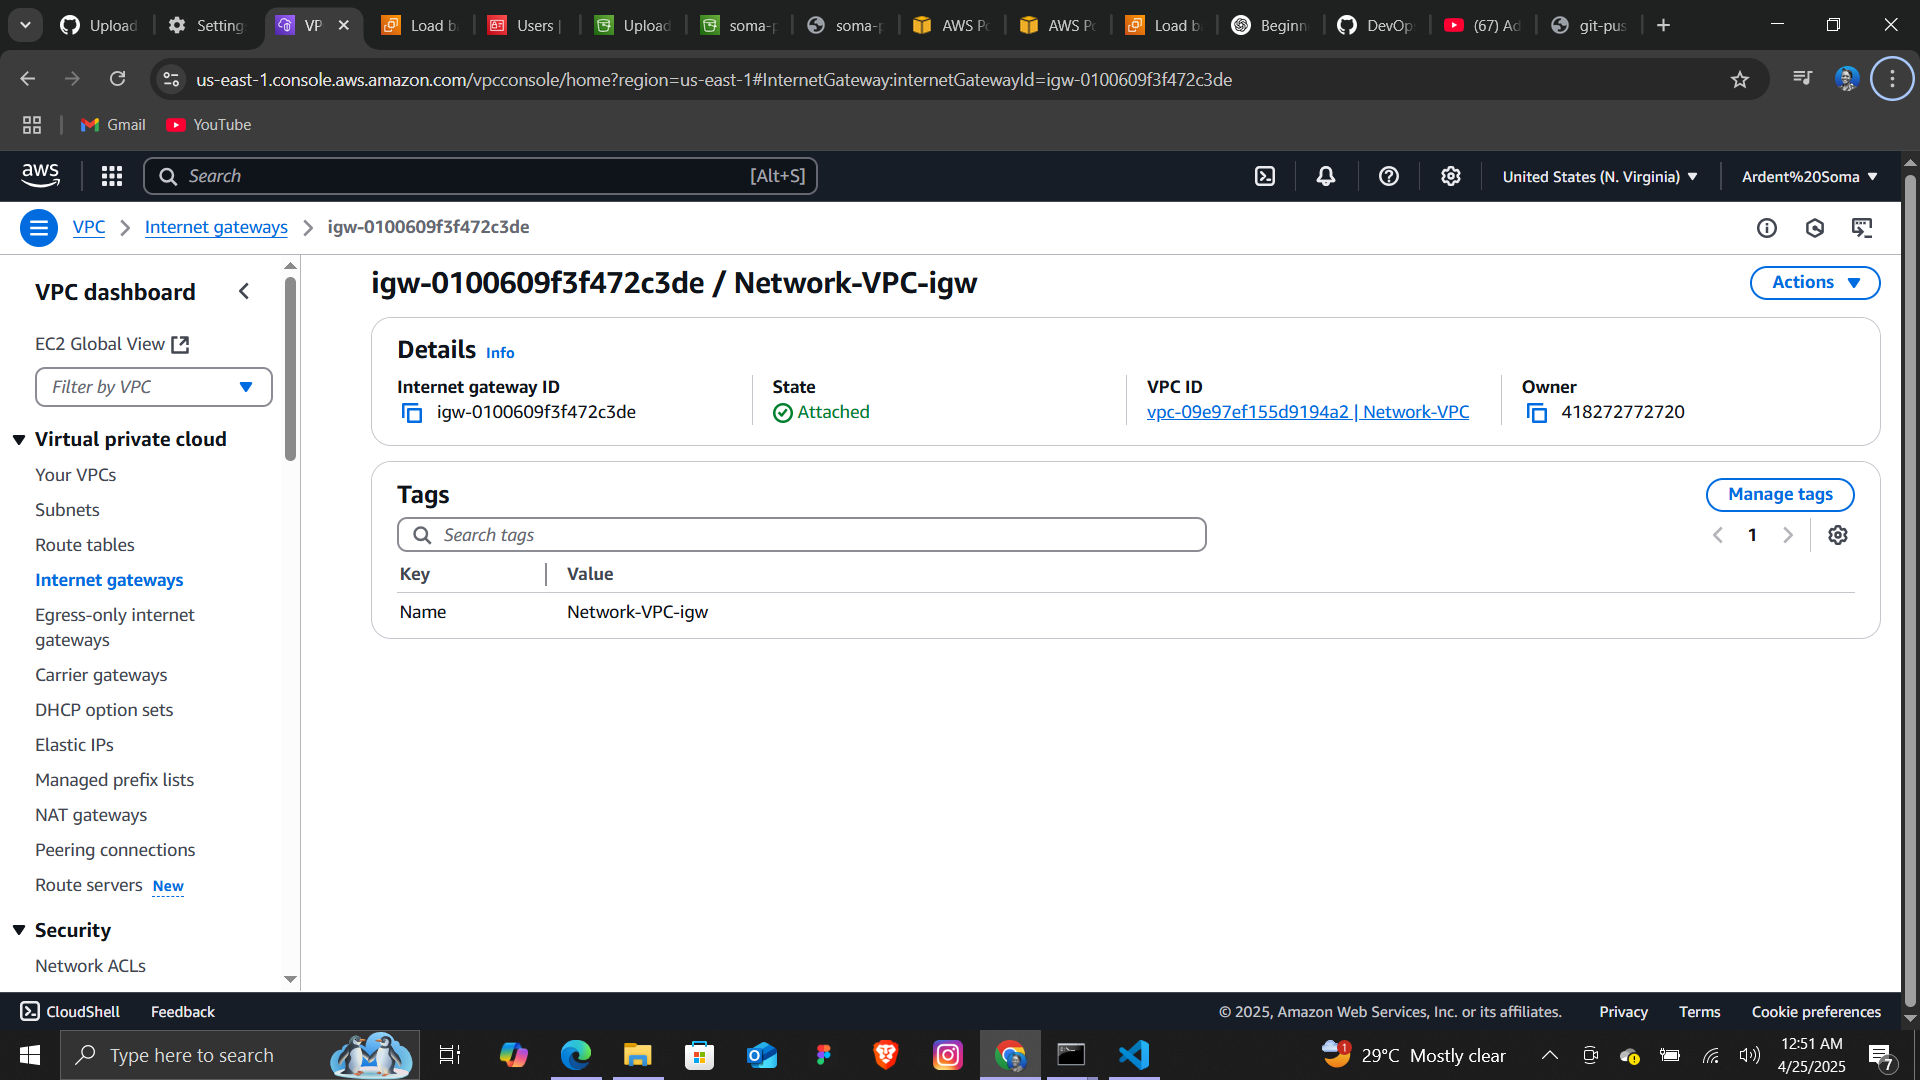 Upload
Setting
VP
Load b
Users |
Upload
soma-p
soma-p
AWS Po
AWS Po
Load b
Beginn
DevOp
(67) Ad
git-pus
us-east-1.console.aws.amazon.com/vpcconsole/home?region=us-east-1#InternetGateway:internetGatewayId=igw-0100609f3f472c3de
Gmail
YouTube
aws
Search
[Alt+S]
United States (N. Virginia)
Ardent%20Soma
VPC
Internet gateways
igw-0100609f3f472c3de
VPC dashboard
EC2 Global View
Filter by VPC
Virtual private cloud
Your VPCs
Subnets
Route tables
Internet gateways
Egress-only internet
gateways
Carrier gateways
DHCP option sets
Elastic IPs
Managed prefix lists
NAT gateways
Peering connections
Route servers New
Security
Network ACLs
igw-0100609f3f472c3de / Network-VPC-igw
Actions
Details Info
Internet gateway ID
igw-0100609f3f472c3de
State
Attached
VPC ID
vpc-09e97ef155d9194a2 | Network-VPC
Owner
418272772720
Tags
Manage tags
Search tags
1
Key
Value
Name
Network-VPC-igw
CloudShell
Feedback
© 2025, Amazon Web Services, Inc. or its affiliates.
Privacy
Terms
Cookie preferences
Type here to search
1
29°C Mostly clear
12:51 AM
4/25/2025
7